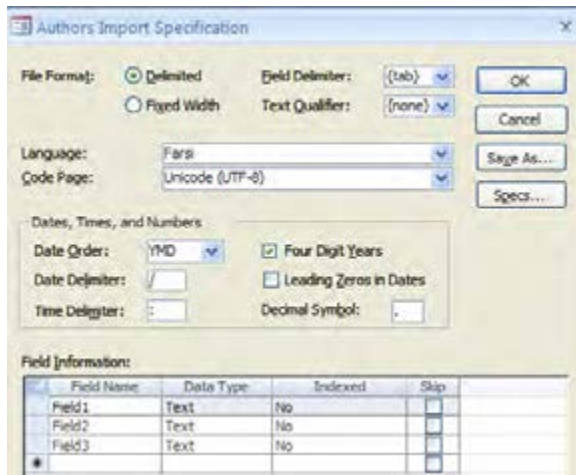 Authors Import Specification
File Format: Delimited Field Delimiter: {tab} OK
Fixed Width Text Qualifier: {none} Cancel
Language: Farsi Save As...
Code Page: Unicode (UTF-8) Specs...
Dates, Times, and Numbers
Date Order: YMD Four Digit Years
Date Delimiter: / Leading Zeros in Dates
Time Delimiter: : Decimal Symbol: .
Field Information:
Field Name Data Type Indexed Skip
Field1 Text No
Field2 Text No
Field3 Text No